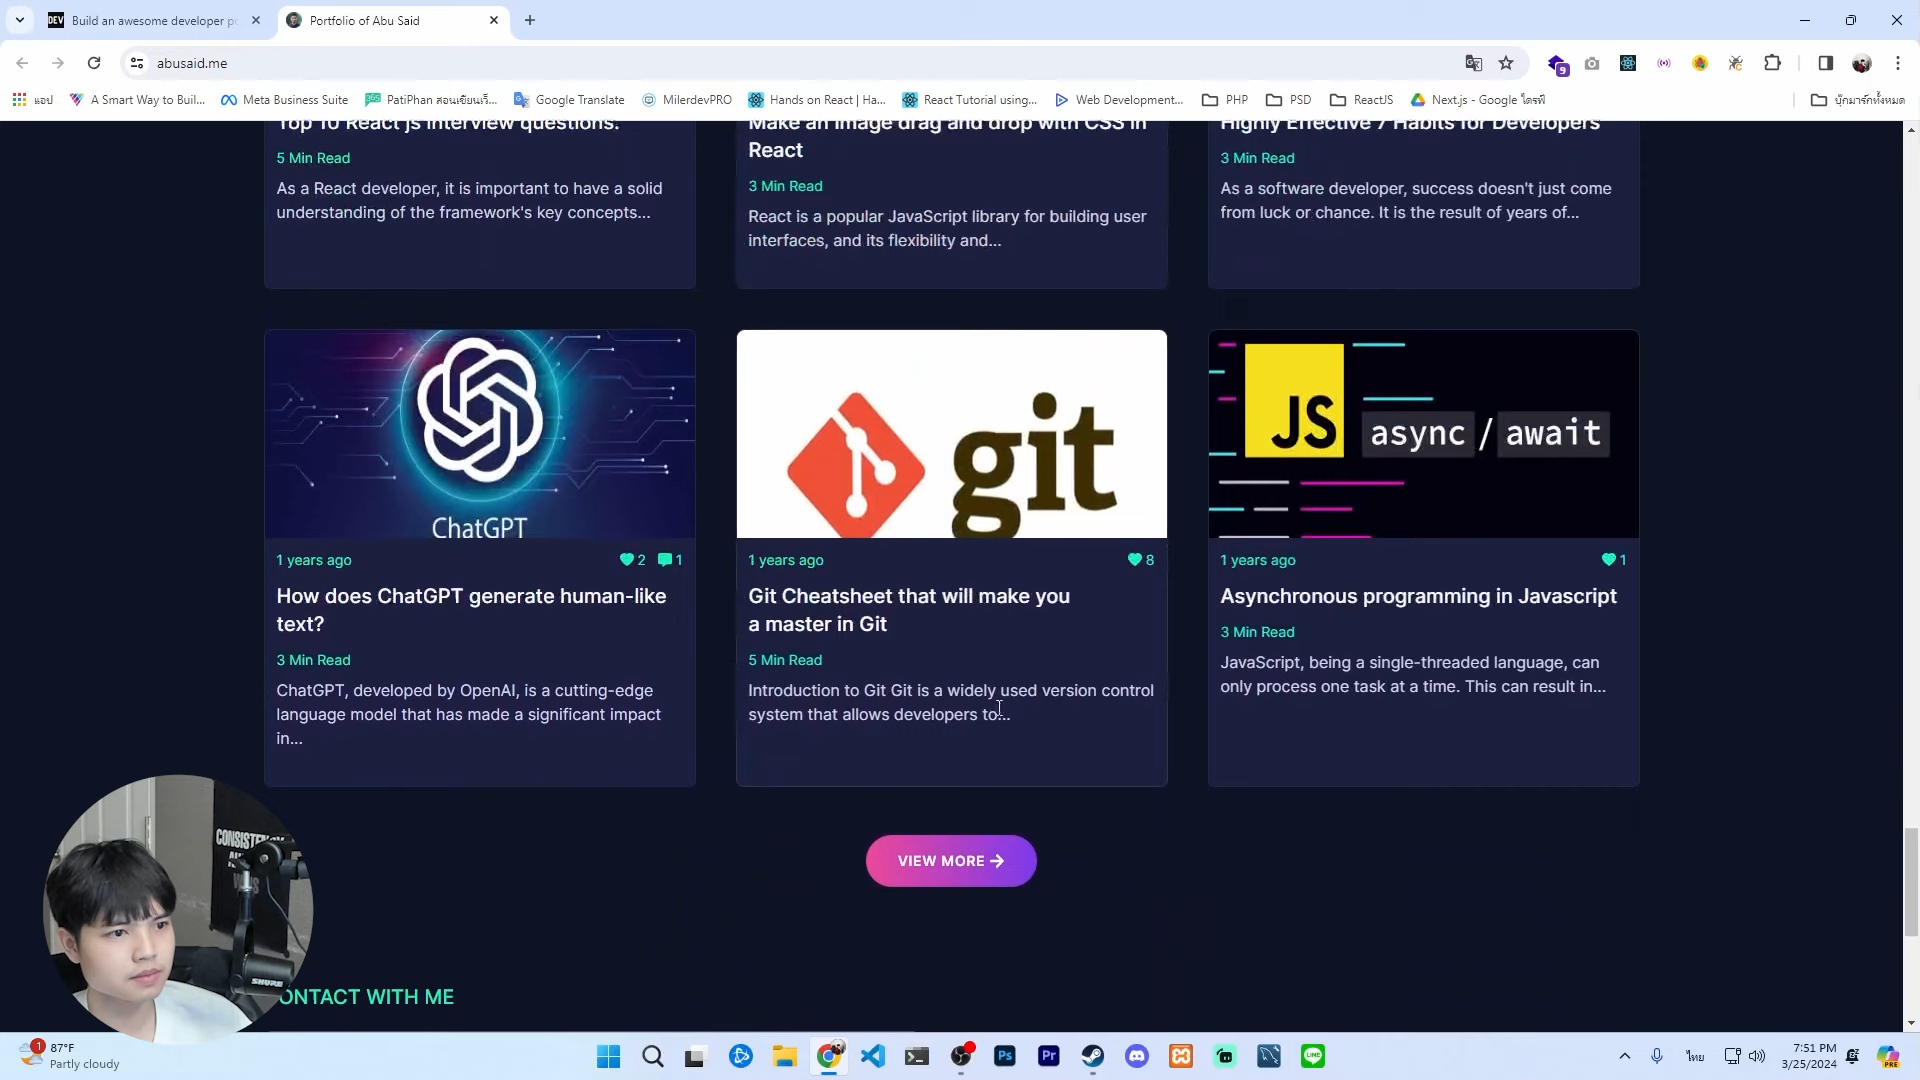 DEV Build an awesome developer po
Portfolio of Abu Said
abusaid.me
9
แอป
A Smart Way to Buil...
Meta Business Suite
PatiPhan สอนเขียนเว็...
Google Translate
MilerdevPRO
Hands on React | Ha...
React Tutorial using...
Web Development...
PHP
PSD
ReactJS
Next.js - Google ไดรฟ์
บุ๊กมาร์กทั้งหมด
Top 10 React js interview questions.
5 Min Read
As a React developer, it is important to have a solid
understanding of the framework's key concepts...
Make an image drag and drop with CSS in
React
3 Min Read
React is a popular JavaScript library for building user
interfaces, and its flexibility and...
Highly Effective 7 Habits for Developers
3 Min Read
As a software developer, success doesn't just come
from luck or chance. It is the result of years of...
ChatGPT
1 years ago
2
1
How does ChatGPT generate human-like
text?
3 Min Read
ChatGPT, developed by OpenAI, is a cutting-edge
language model that has made a significant impact
in...
git
1 years ago
8
Git Cheatsheet that will make you
a master in Git
5 Min Read
Introduction to Git Git is a widely used version control
system that allows developers to...
JS async / await
1 years ago
1
Asynchronous programming in Javascript
3 Min Read
JavaScript, being a single-threaded language, can
only process one task at a time. This can result in...
VIEW MORE
ONTACT WITH ME
SHURE
1
87°F
Partly cloudy
Ps
Pr
LINE
ไทย
7:51 PM
3/25/2024
PRE